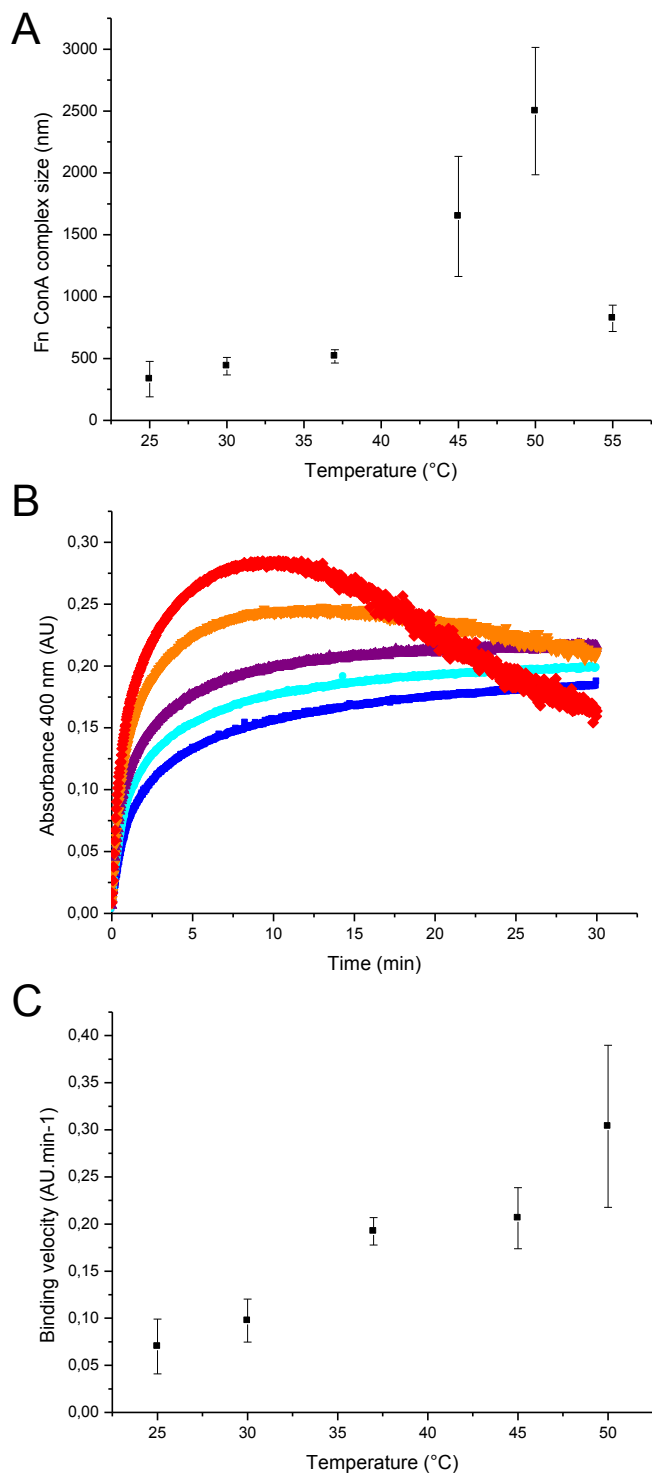 A
3000
2500
2000
1500
1000
500
0
Fn ConA complex size (nm)
25 30 35 40 45 50 55
Temperature (°C)
B
0,30
0,25
0,20
0,15
0,10
0,05
0,00
Absorbance 400 nm (AU)
0 5 10 15 20 25 30
Time (min)
C
0,40
0,35
0,30
0,25
0,20
0,15
0,10
0,05
0,00
Binding velocity (AU.min-1)
25 30 35 40 45 50
Temperature (°C)